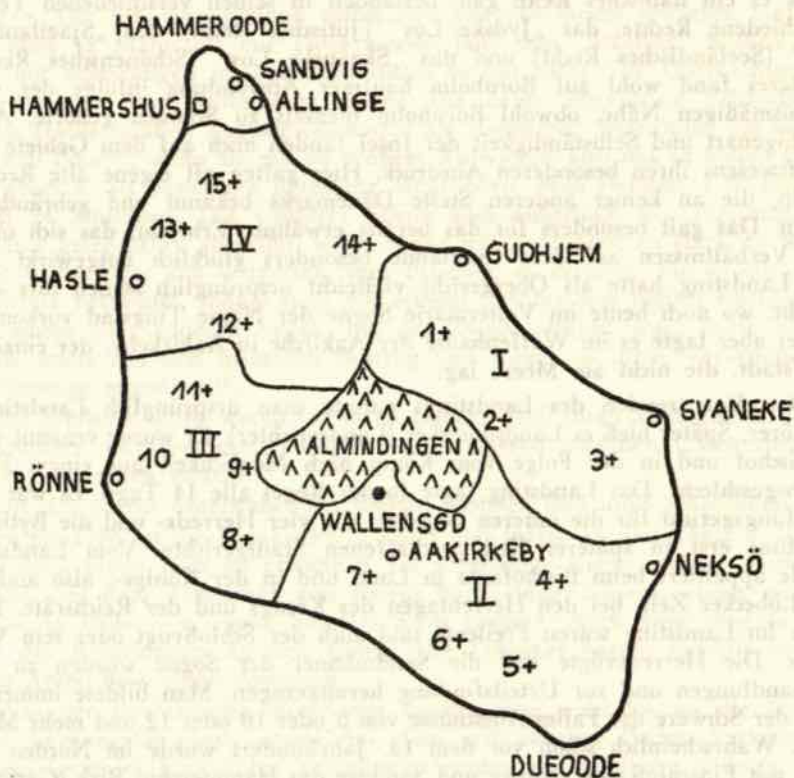 HAMMERODDE
SANDVIG
HAMMERSHUS
ALLINGE
15+
13+
IV
14+
GUDHJEM
HASLE
12+
1+
I
11+
2+
SVANEKE
III
ALMINDINGEN
3+
10
9+
RÖNNE
WALLENSGD
8+
AAKIRKEBY
NEKSÖ
7+
II
4+
6+
5+
DUEODDE